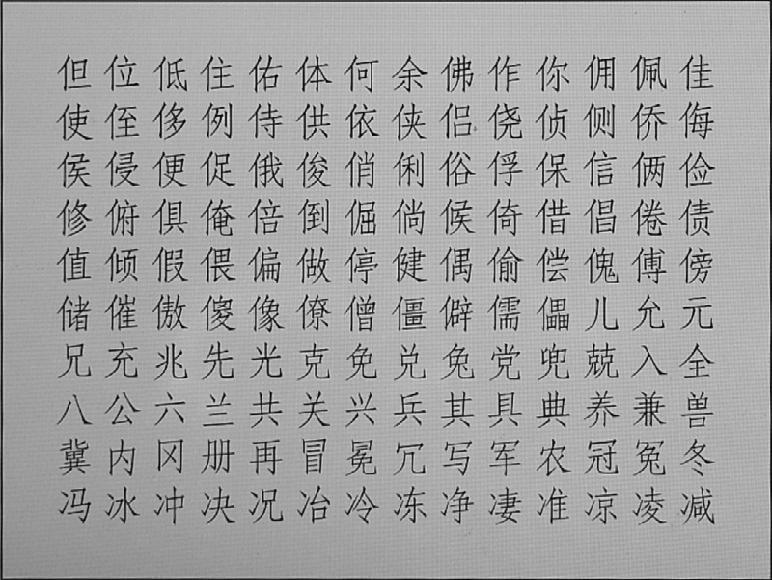 但位低住佑体何余佛作你佣佩佳
使侄侈例侍供依侠侣侥侦侧侨侮
侯侵便促俄俊俏俐俗俘保信俩俭
修俯俱俺倍倒倔倘候倚借倡倦债
值倾假偎偏做停健偶偷偿傀傅傍
储催傲傻像僚僧僵僻儒儡儿允元
兄充兆先光克免兑兔党兜兢入全
八公六兰共关兴兵其具典养兼兽
冀内冈册再冒冕冗写军农冠冤冬
冯冰冲决况冶冷冻净凄准凉凌减